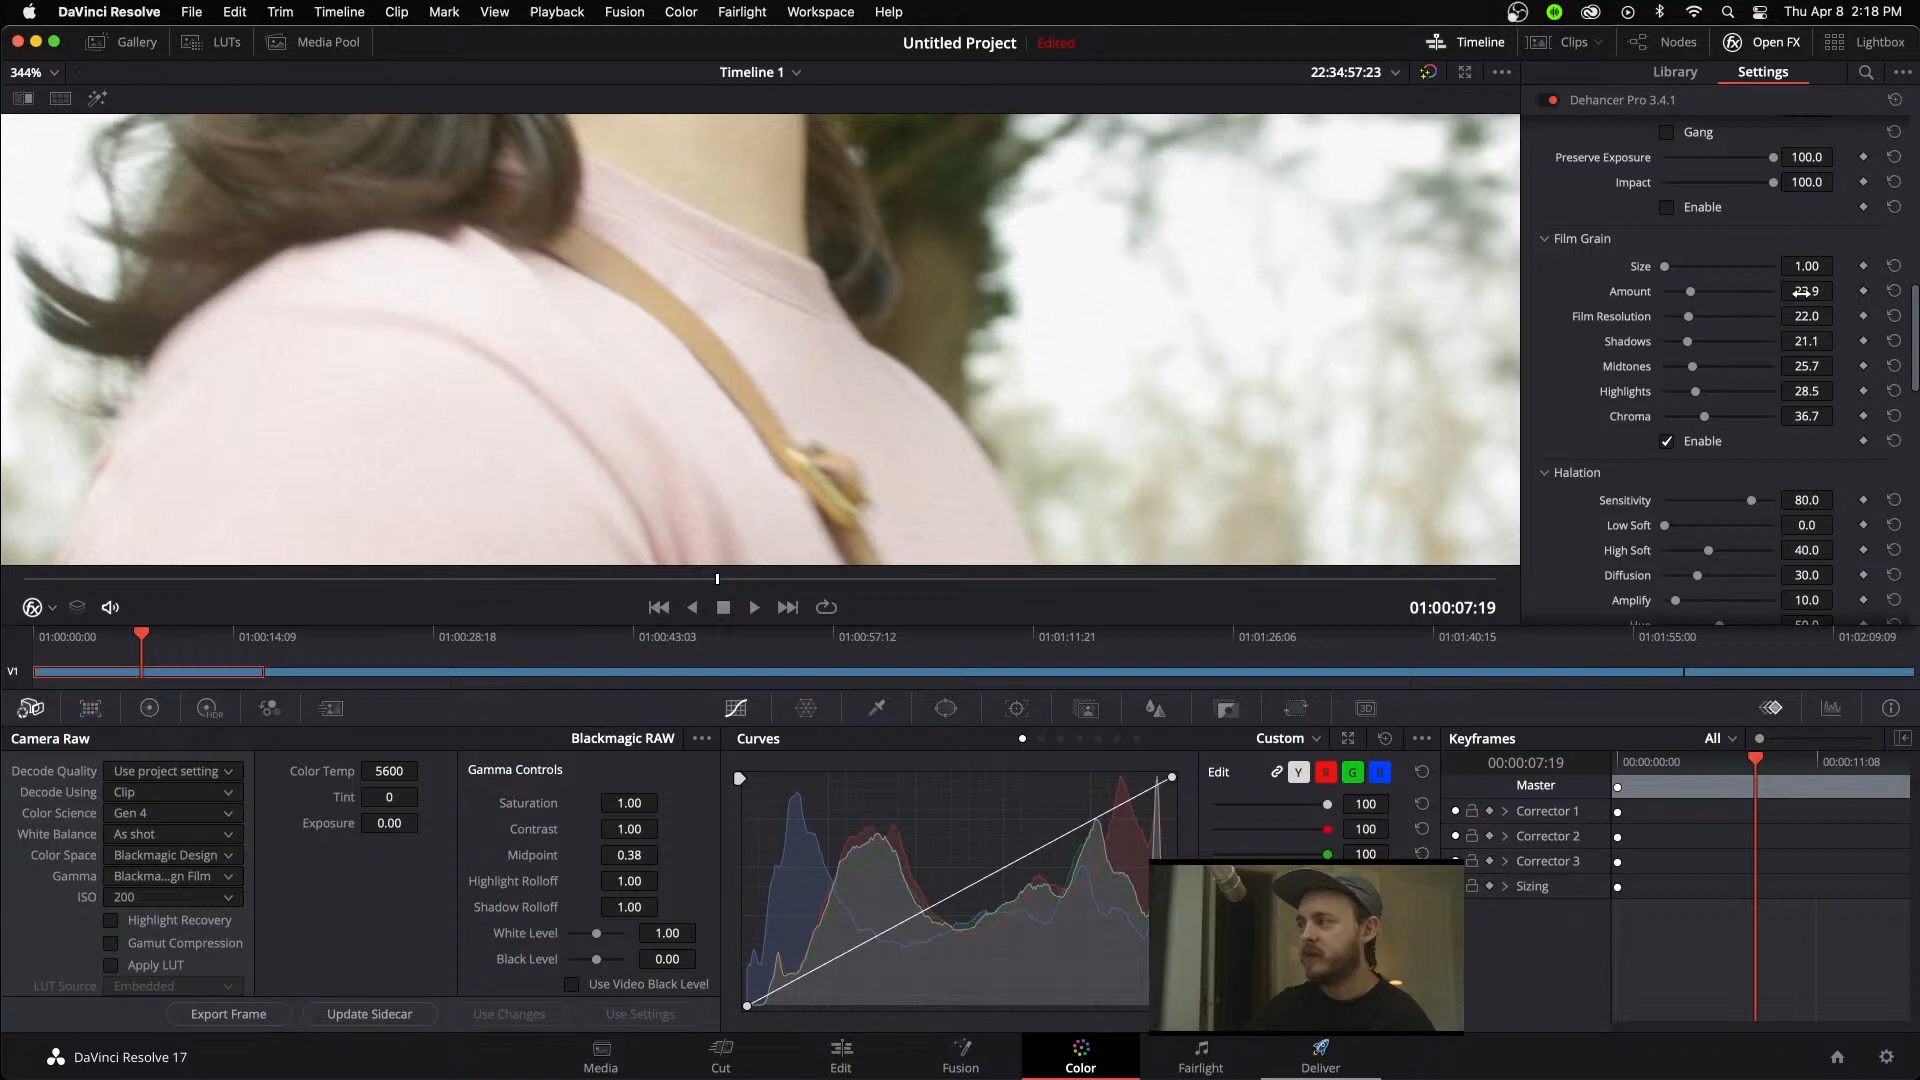 DaVinci Resolve File Edit Trim Timeline Clip Mark View Playback Fusion Color Fairlight Workspace Help Thu Apr 8 2:18 PM
Gallery LUTs Media Pool Untitled Project Edited Timeline Clips Nodes Open FX Lightbox
344% Timeline 1 22:34:57:23 Library Settings
Dehancer Pro 3.4.1
Gang
Preserve Exposure 100.0
Impact 100.0
Enable
Film Grain
Size 1.00
Amount
Film Resolution 22.0
Shadows 21.1
Midtones 25.7
Highlights 28.5
Chroma 36.7
Enable
Halation
Sensitivity 80.0
Low Soft 0.0
High Soft 40.0
Diffusion 30.0
Amplify 10.0
01:00:07:19
01:00:00:00 01:00:14:09 01:00:28:18 01:00:43:03 01:00:57:12 01:01:11:21 01:01:26:06 01:01:40:15 01:01:55:00 01:02:09:09
V1
HDR
3D
Camera Raw Blackmagic RAW
Decode Quality Use project setting
Decode Using Clip
Color Science Gen 4
White Balance As shot
Color Space Blackmagic Design
Gamma Blackma...gn Film
ISO 200
Highlight Recovery
Gamut Compression
Apply LUT
LUT Source Embedded
Color Temp 5600
Tint 0
Exposure 0.00
Gamma Controls
Saturation 1.00
Contrast 1.00
Midpoint 0.38
Highlight Rolloff 1.00
Shadow Rolloff 1.00
White Level 1.00
Black Level 0.00
Use Video Black Level
Export Frame Update Sidecar Use Changes Use Settings
Curves Custom
Edit Y R G B
100
100
100
Keyframes All
00:00:07:19 00:00:00:00 00:00:11:08
Master
Corrector 1
Corrector 2
Corrector 3
Sizing
DaVinci Resolve 17 Media Cut Edit Fusion Color Fairlight Deliver